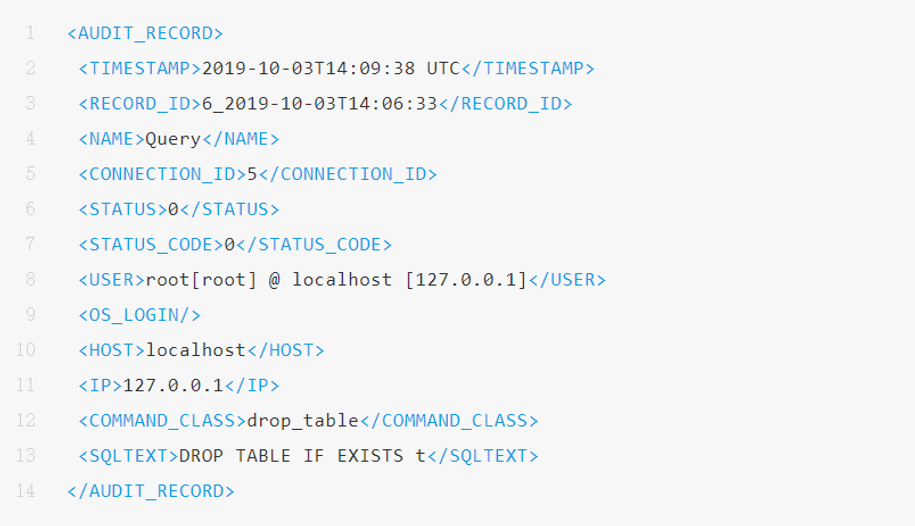 1 <AUDIT_RECORD>
2 <TIMESTAMP>2019-10-03T14:09:38 UTC</TIMESTAMP>
3 <RECORD_ID>6_2019-10-03T14:06:33</RECORD_ID>
4 <NAME>Query</NAME>
5 <CONNECTION_ID>5</CONNECTION_ID>
6 <STATUS>0</STATUS>
7 <STATUS_CODE>0</STATUS_CODE>
8 <USER>root[root] @ localhost [127.0.0.1]</USER>
9 <OS_LOGIN/>
10 <HOST>localhost</HOST>
11 <IP>127.0.0.1</IP>
12 <COMMAND_CLASS>drop_table</COMMAND_CLASS>
13 <SQLTEXT>DROP TABLE IF EXISTS t</SQLTEXT>
14 </AUDIT_RECORD>